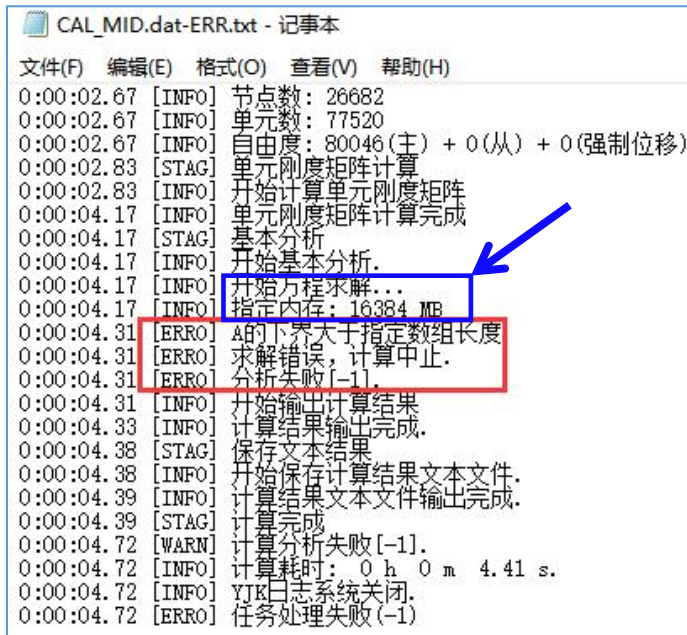 CAL_MID.dat-ERR.txt - 记事本
文件(F) 编辑(E) 格式(O) 查看(V) 帮助(H)
0:00:02.67 [INFO] 节点数: 26682
0:00:02.67 [INFO] 单元数: 77520
0:00:02.67 [INFO] 自由度: 80046(主) + 0(从) + 0(强制位移)
0:00:02.83 [STAG] 单元刚度矩阵计算
0:00:02.83 [INFO] 开始计算单元刚度矩阵
0:00:04.17 [INFO] 单元刚度矩阵计算完成
0:00:04.17 [STAG] 基本分析
0:00:04.17 [INFO] 开始基本分析.
0:00:04.17 [INFO] 开始方程求解...
0:00:04.17 [INFO] 指定内存: 16384 MB
0:00:04.31 [ERRO] A的下界大于指定数组长度
0:00:04.31 [ERRO] 求解错误，计算中止.
0:00:04.31 [ERRO] 分析失败[-1].
0:00:04.31 [INFO] 开始输出计算结果
0:00:04.33 [INFO] 计算结果输出完成.
0:00:04.38 [STAG] 保存文本结果
0:00:04.38 [INFO] 开始保存计算结果文本文件.
0:00:04.39 [INFO] 计算结果文本文件输出完成.
0:00:04.39 [STAG] 计算完成
0:00:04.72 [WARN] 计算分析失败[-1].
0:00:04.72 [INFO] 计算耗时: 0 h 0 m 4.41 s.
0:00:04.72 [INFO] YJK日志系统关闭.
0:00:04.72 [ERRO] 任务处理失败(-1)